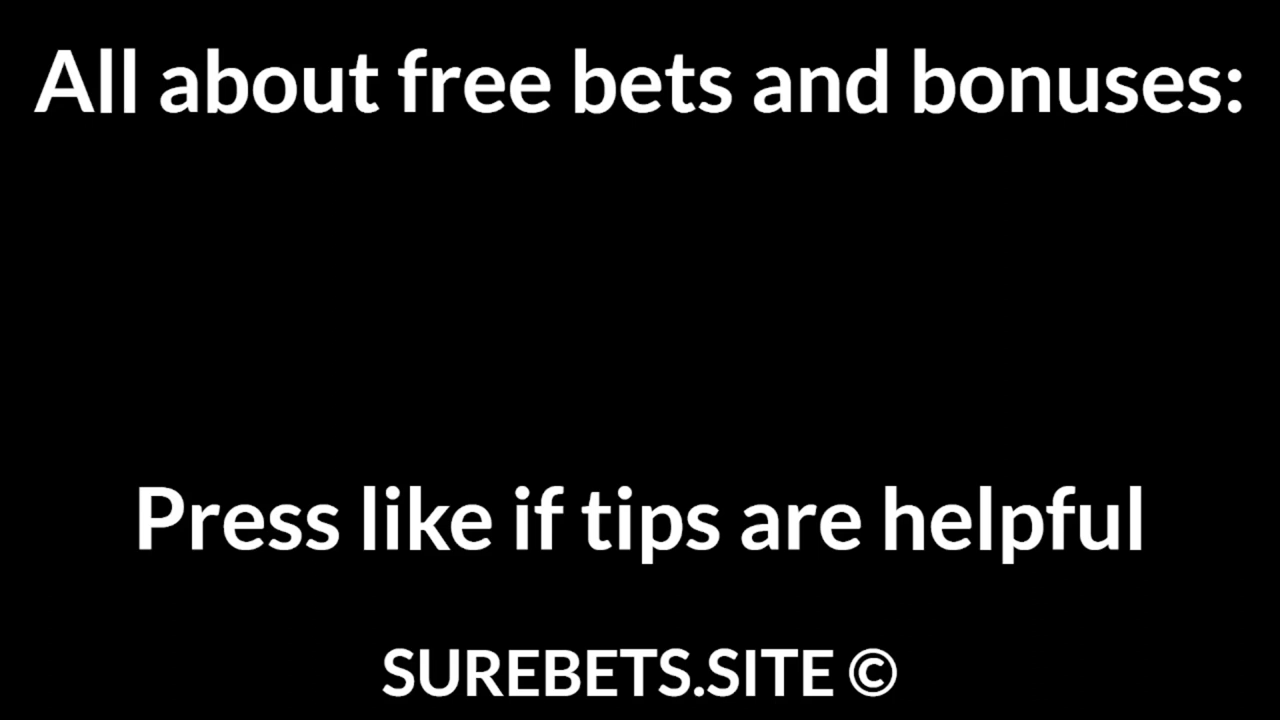 All about free bets and bonuses:
Press like if tips are helpful
SUREBETS.SITE ©